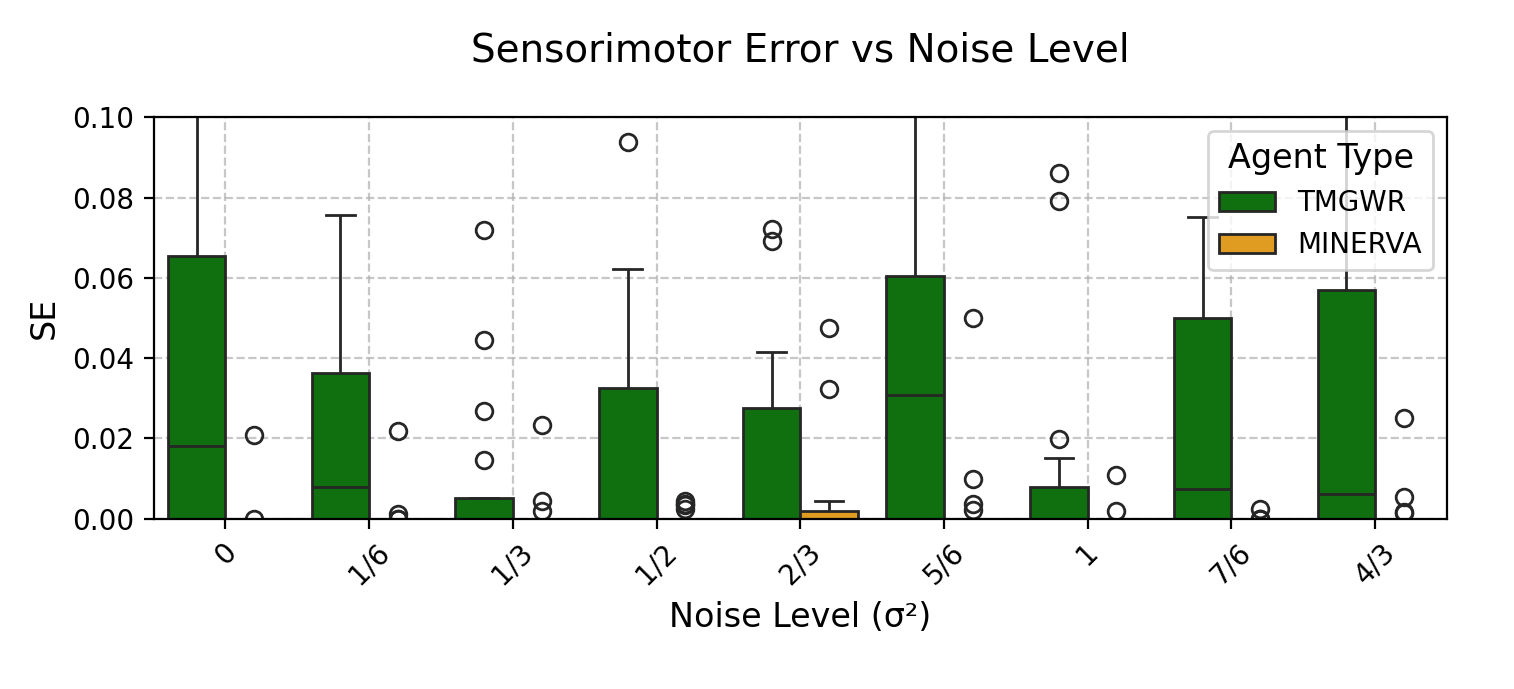 Sensorimotor Error vs Noise Level
SE
0.10
0.08
0.06
0.04
0.02
0.00
Agent Type
TMGWR
MINERVA
0
1/6
1/3
1/2
2/3
5/6
1
7/6
4/3
Noise Level (σ²)